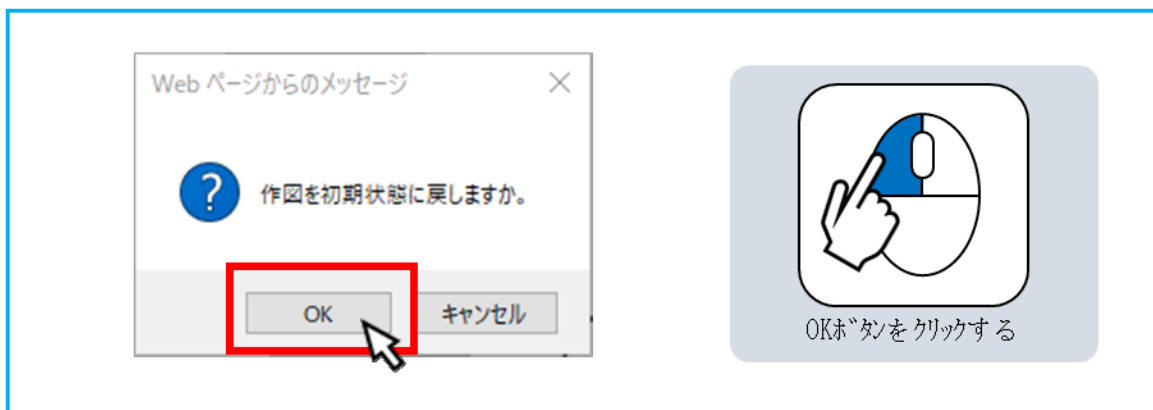 Web ページからのメッセージ
作図を初期状態に戻しますか。
OK
キャンセル
OKﾎﾞﾀﾝをｸﾘｯｸする